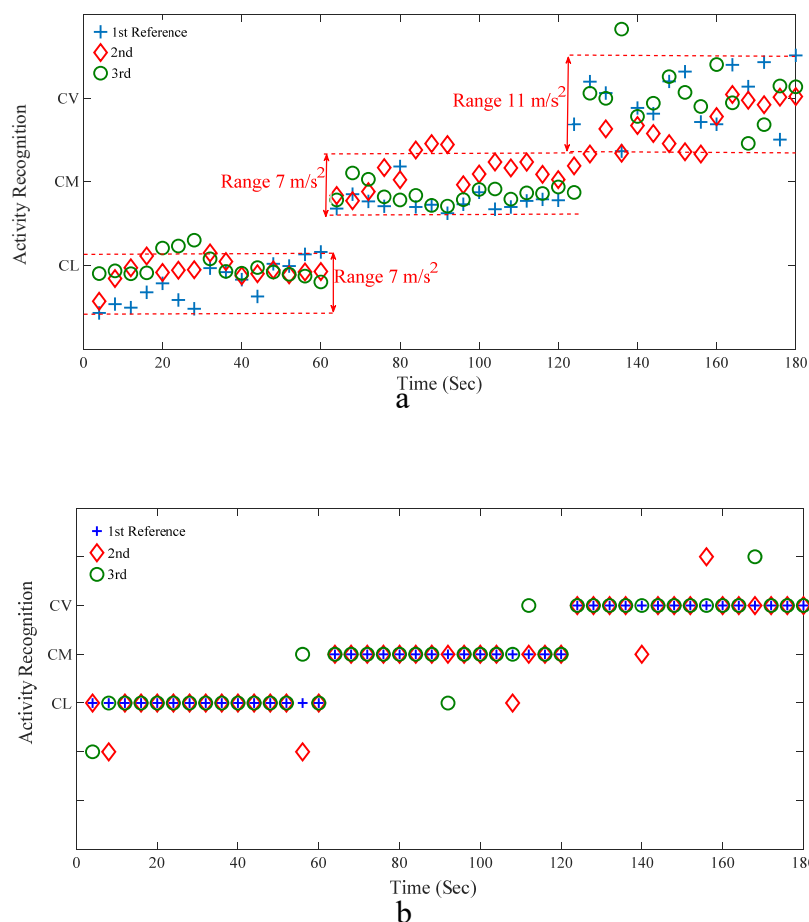 1st Reference
2nd
3rd
Range 11 m/s2
CV
Range 7 m/s2
CM
CL
Range 7 m/s2
Activity Recognition
0 20 40 60 80 100 120 140 160 180
Time (Sec)
a
1st Reference
2nd
3rd
CV
CM
CL
Activity Recognition
0 20 40 60 80 100 120 140 160 180
Time (Sec)
b